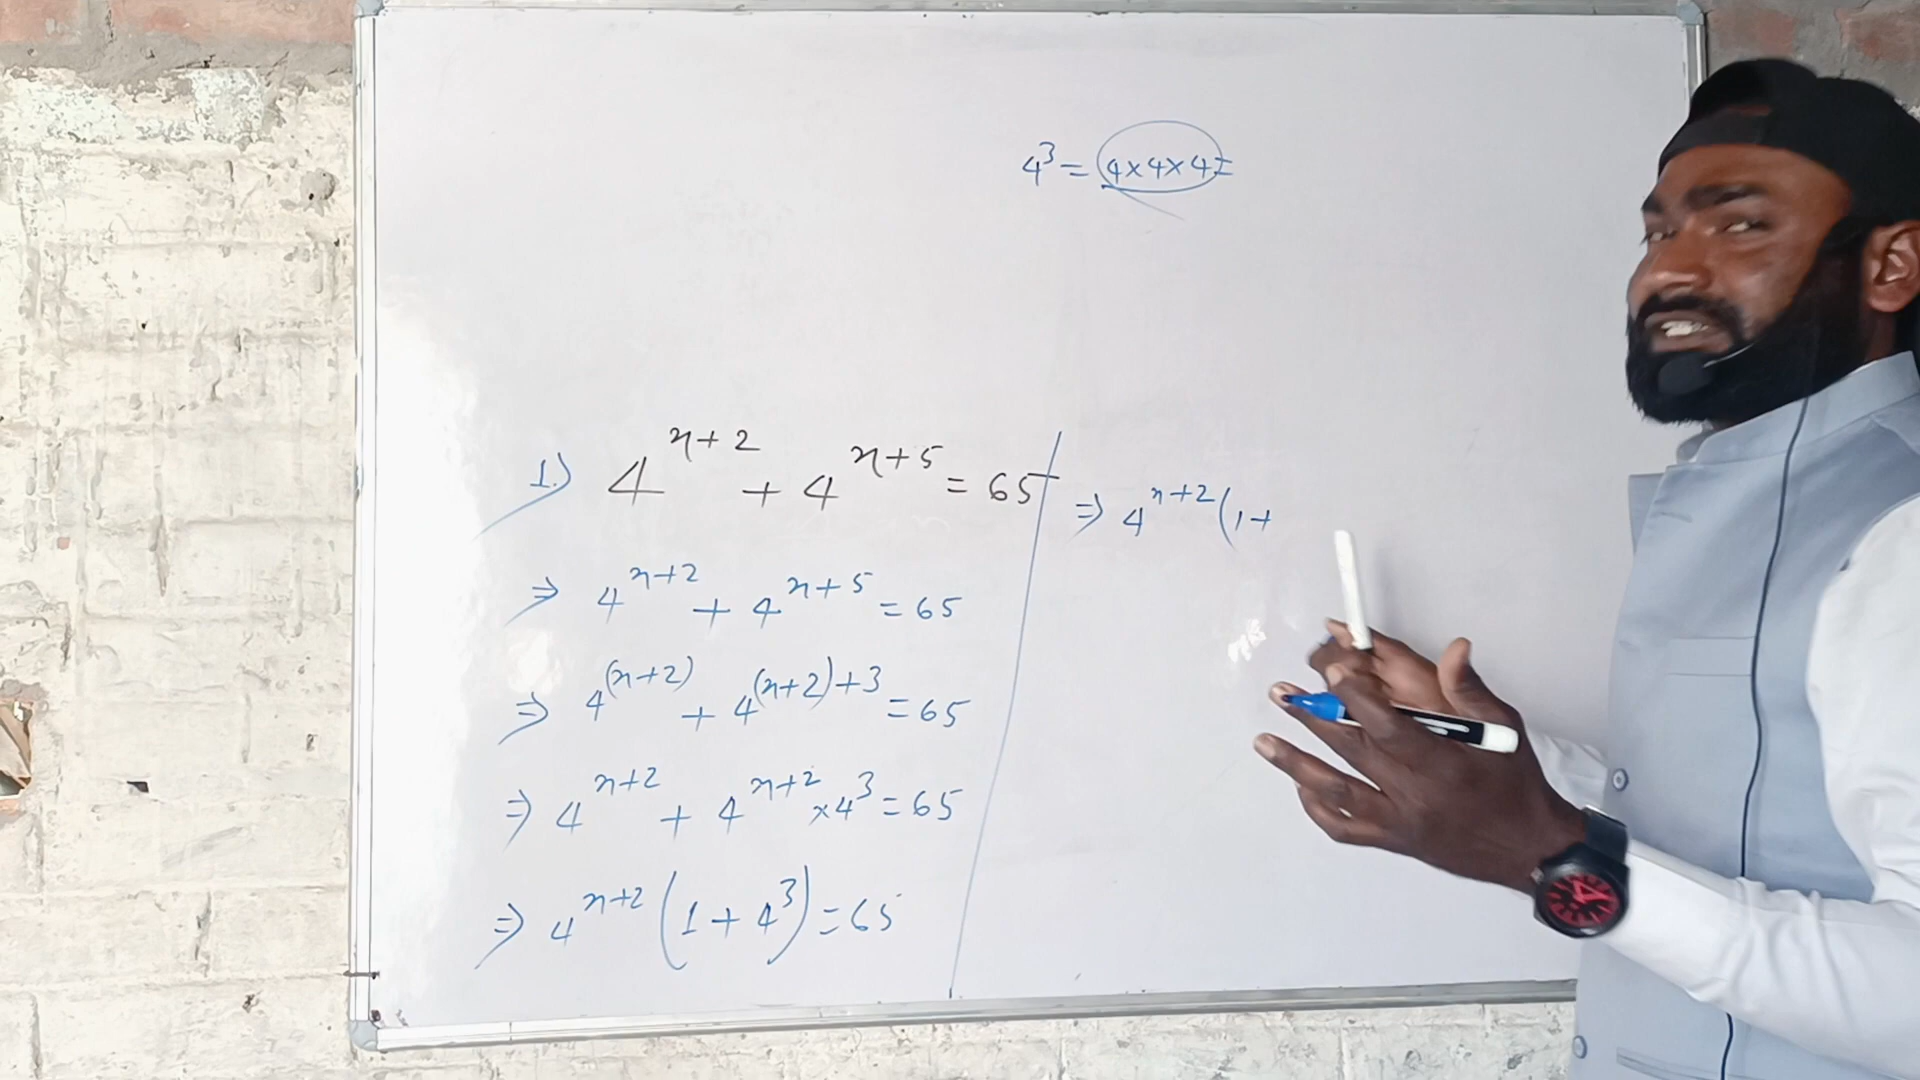 4³ = 4×4×4=
1.) 4^(x+2) + 4^(x+5) = 65
⇒ 4^(x+2) + 4^(x+5) = 65
⇒ 4^((x+2)) + 4^((x+2)+3) = 65
⇒ 4^(x+2) + 4^(x+2) × 4³ = 65
⇒ 4^(x+2) (1 + 4³) = 65
⇒ 4^(x+2) (1+